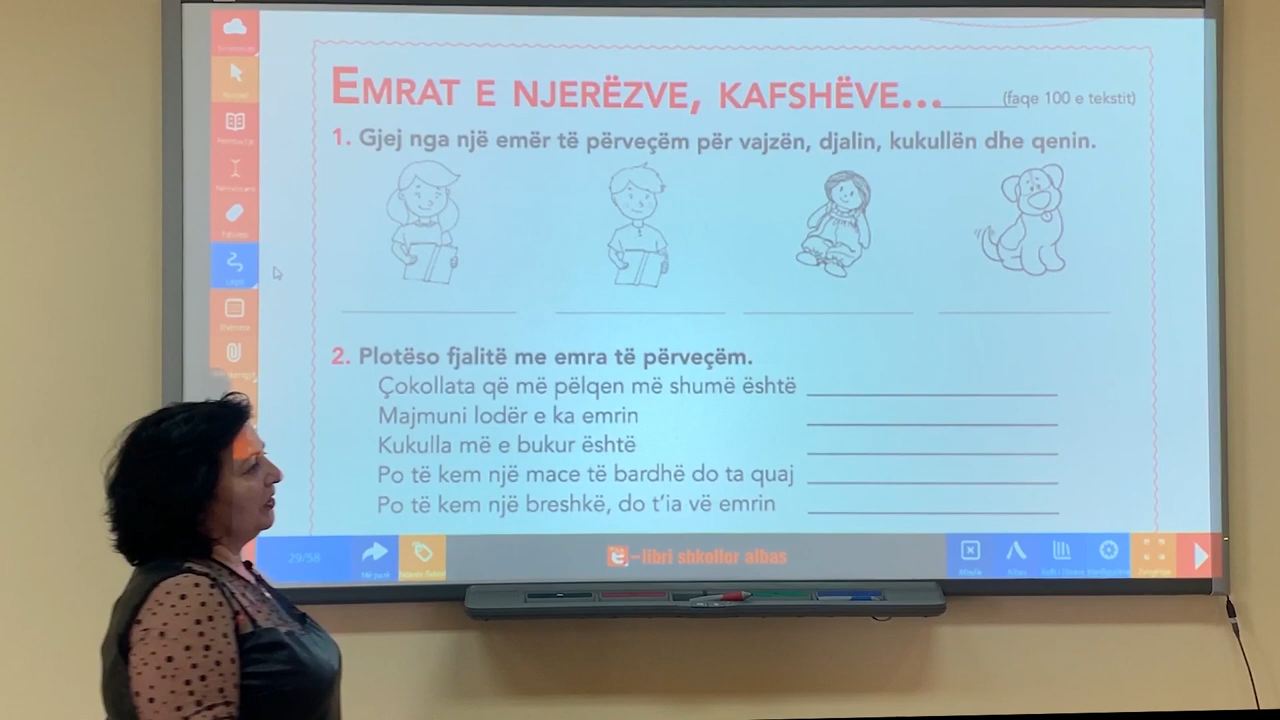 EMRAT E NJERËZVE, KAFSHËVE...______(faqe 100 e tekstit)
1. Gjej nga një emër të përveçëm për vajzën, djalin, kukullën dhe qenin.
2. Plotëso fjalitë me emra të përveçëm.
Çokollata që më pëlqen më shumë është
Majmuni lodër e ka emrin
Kukulla më e bukur është
Po të kem një mace të bardhë do ta quaj
Po të kem një breshkë, do t'ia vë emrin
29/58
e-libri shkollor albas